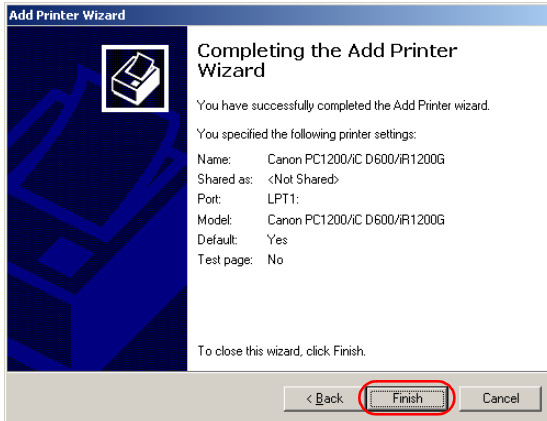 Add Printer Wizard
Completing the Add Printer
Wizard
You have successfully completed the Add Printer wizard.
You specified the following printer settings:
Name: Canon PC1200/iC D600/iR1200G
Shared as: <Not Shared>
Port: LPT1:
Model: Canon PC1200/iC D600/iR1200G
Default: Yes
Test page: No
To close this wizard, click Finish.
< Back Finish Cancel